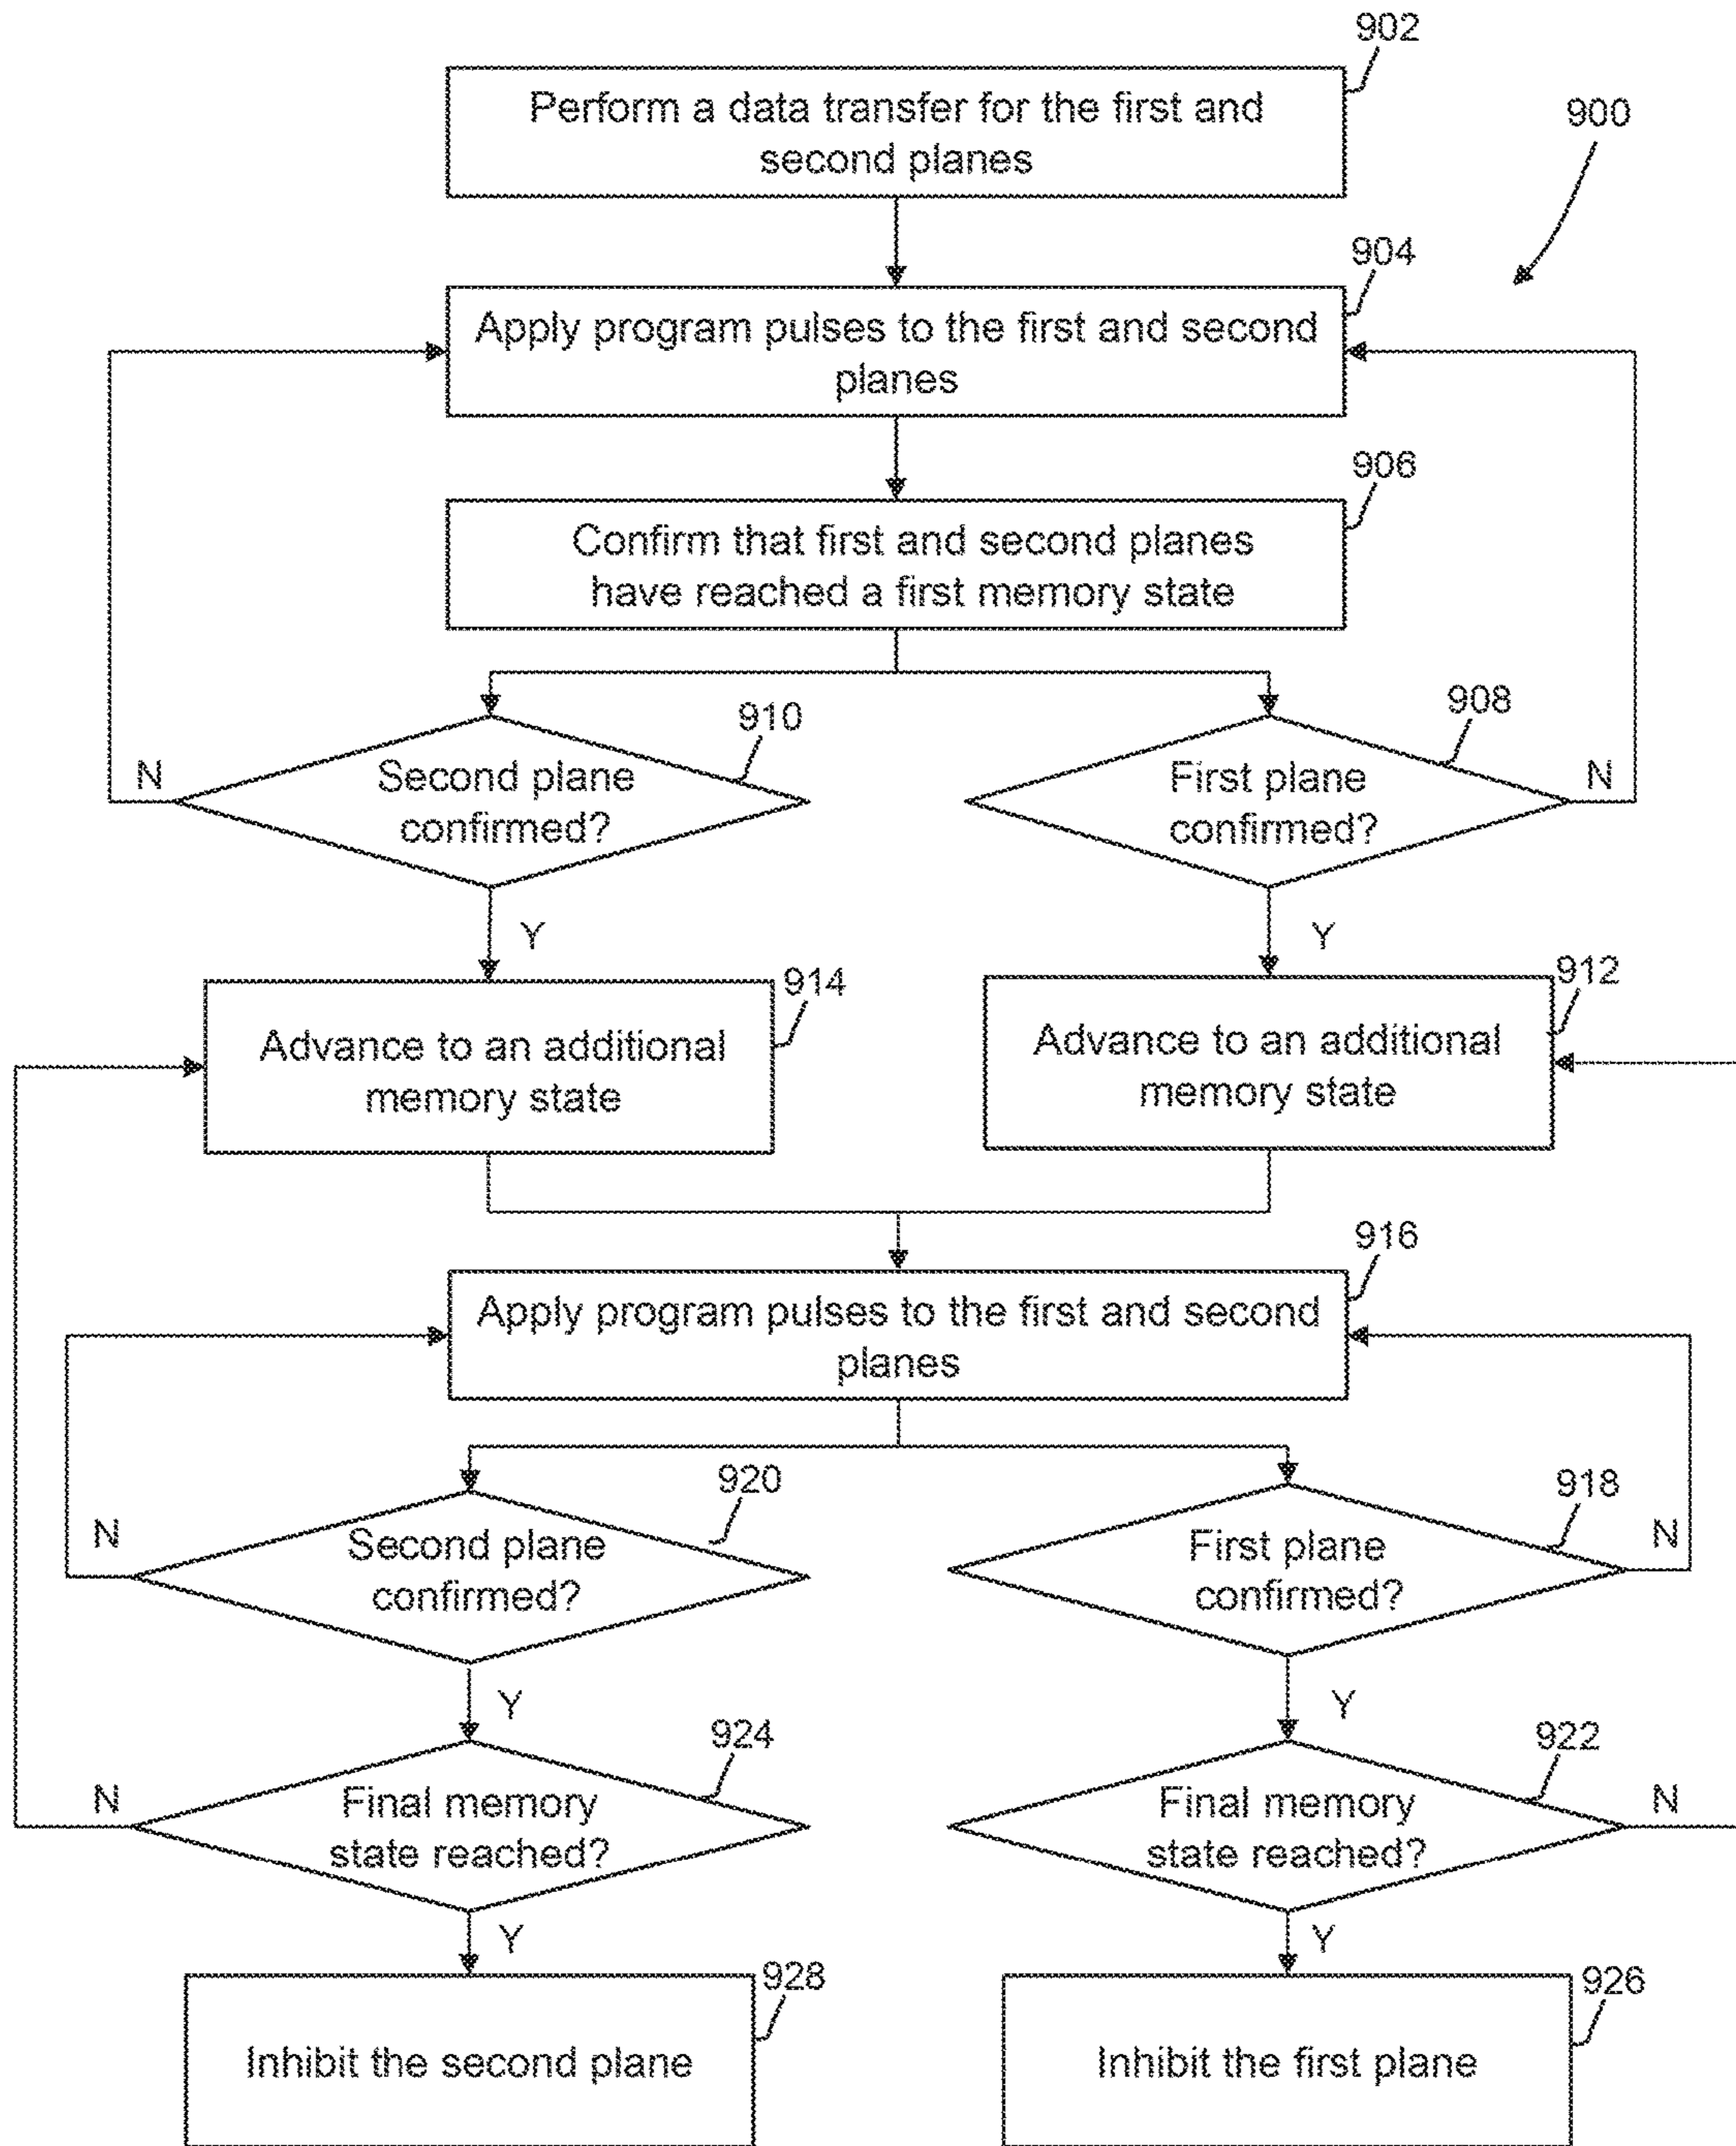 902
Perform a data transfer for the first and
second planes
900
904
Apply program pulses to the first and second
planes
906
Confirm that first and second planes
have reached a first memory state
910
908
N
Second plane
confirmed?
First plane
confirmed?
N
Y
Y
914
912
Advance to an additional
memory state
Advance to an additional
memory state
916
Apply program pulses to the first and second
planes
920
918
N
Second plane
confirmed?
First plane
confirmed?
N
Y
Y
924
922
N
Final memory
state reached?
Final memory
state reached?
N
Y
Y
928
926
Inhibit the second plane
Inhibit the first plane